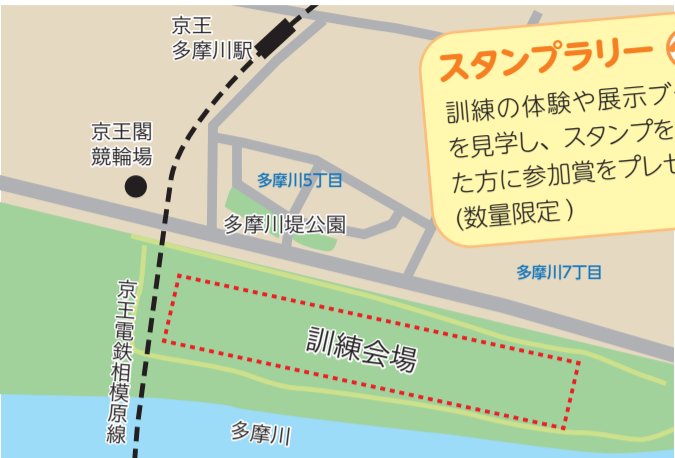 京王
多摩川駅
スタンプラリー
訓練の体験や展示ブ
を見学し、スタンプを
た方に参加賞をプレゼ
(数量限定)
京王閣
競輪場
多摩川5丁目
多摩川堤公園
多摩川7丁目
京王電鉄相模原線
訓練会場
多摩川